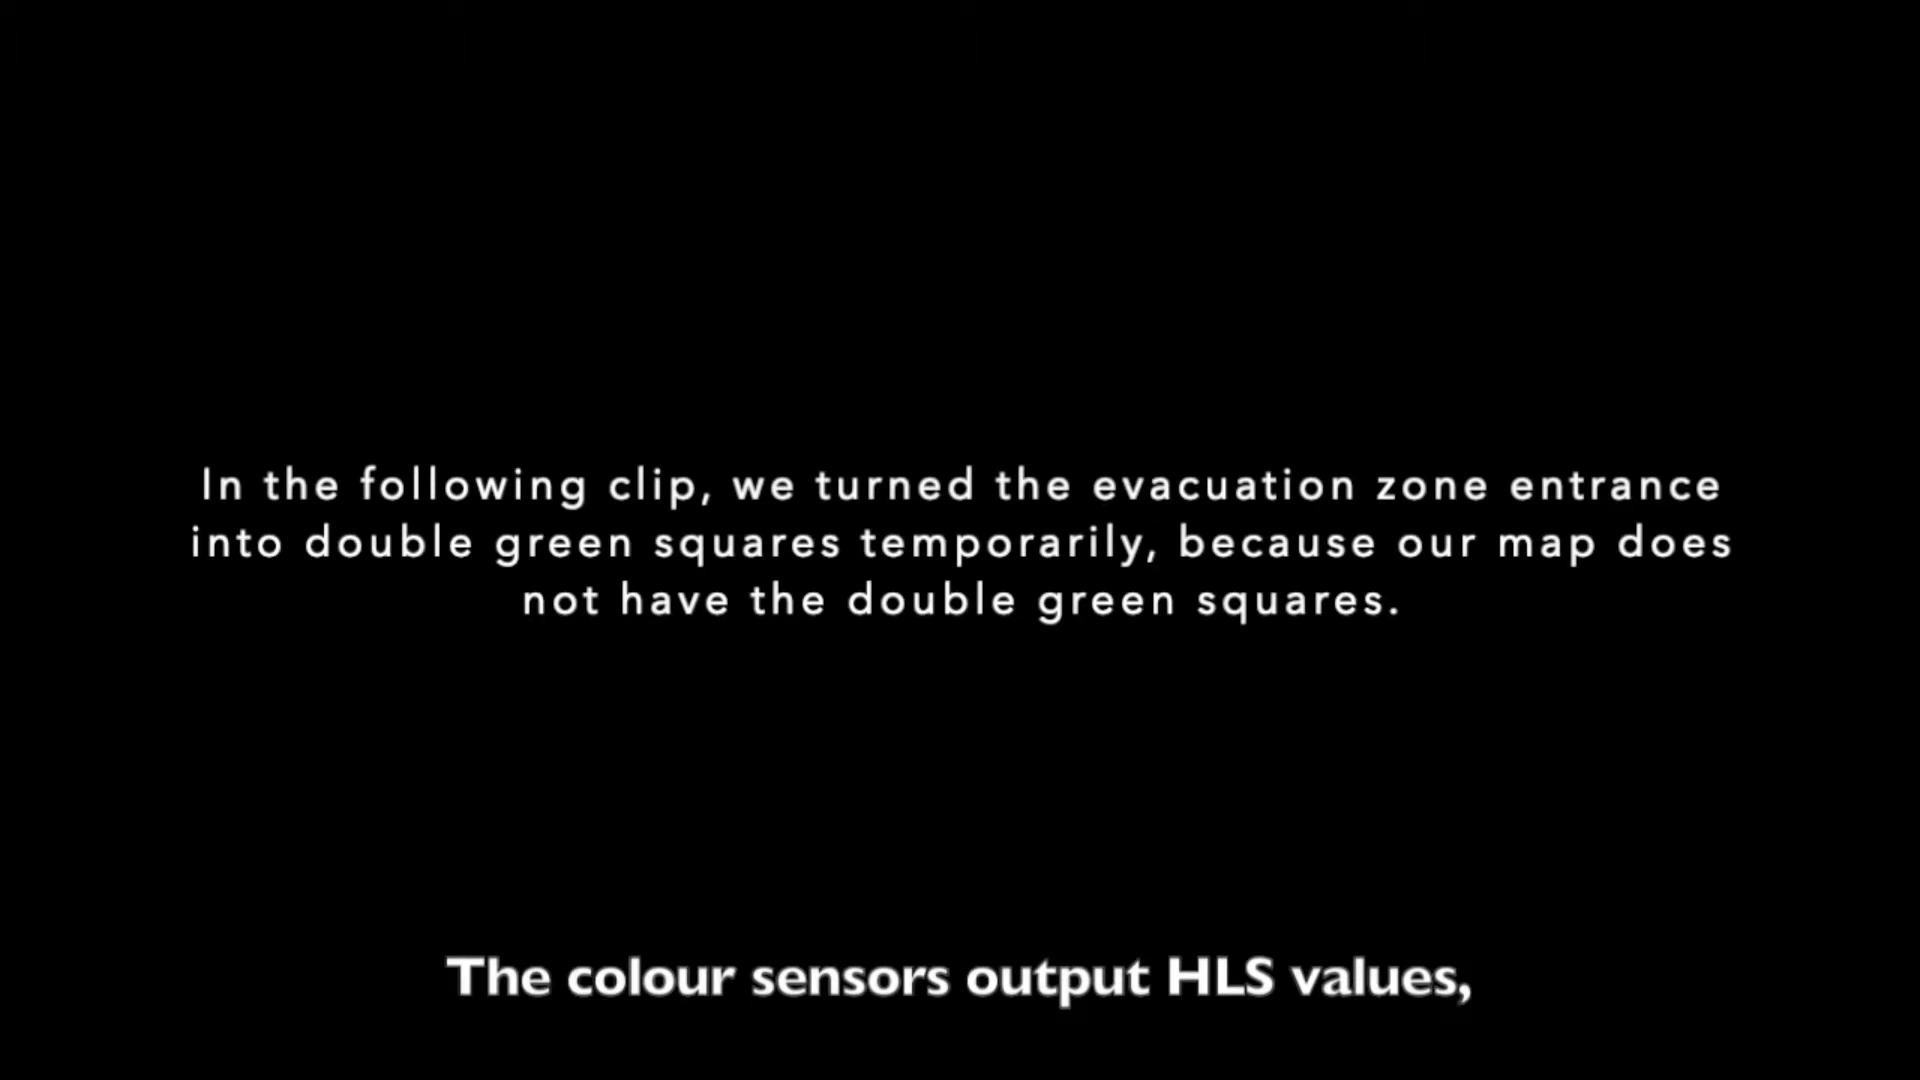 In the following clip, we turned the evacuation zone entrance
into double green squares temporarily, because our map does
not have the double green squares.
The colour sensors output HLS values,